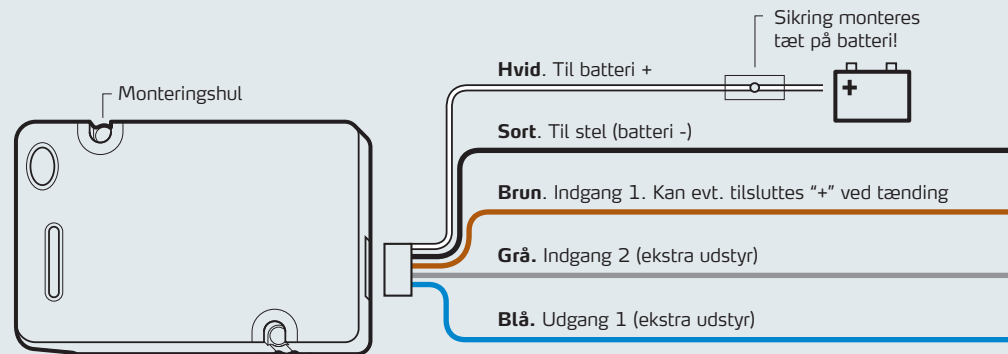 Sikring monteres
tæt på batteri!
Hvid. Til batteri +
+
Monteringshul
Sort. Til stel (batteri -)
Brun. Indgang 1. Kan evt. tilsluttes “+” ved tænding
Grå. Indgang 2 (ekstra udstyr)
Blå. Udgang 1 (ekstra udstyr)